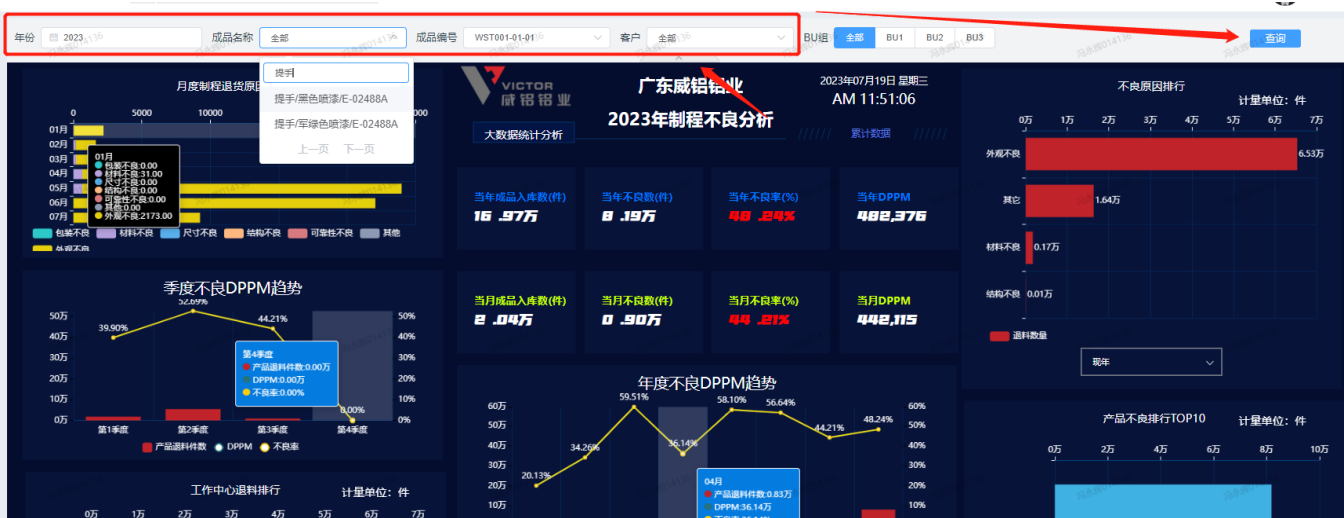 年份 2023 成品名称 全部 成品编号 WST001-01-01 客户 全部 BU组 全部 BU1 BU2 BU3 查询
提手
提手/黑色喷漆/E-02488A
提手/军绿色喷漆/E-02488A
上一页 下一页
月度制程退货原因
0 5000 10000
01月
02月
03月
04月
05月
06月
07月
01月
包装不良:0.00
材料不良:31.00
尺寸不良:0.00
结构不良:0.00
可靠性不良:0.00
其他:0.00
外观不良:2173.00
包装不良 材料不良 尺寸不良 结构不良 可靠性不良 其他
外观不良
季度不良DPPM趋势
50万 40万 30万 20万 10万 0万
50% 40% 30% 20% 10% 0%
39.90% 52.69% 44.21% 0.00%
第4季度
产品退料件数:0.00万
DPPM:0.00万
不良率:0.00%
第1季度 第2季度 第3季度 第4季度
产品退料件数 DPPM 不良率
工作中心退料排行 计量单位：件
0万 1万 2万 3万 4万 5万 6万 7万
VICTOR
威铝铝业
广东威铝铝业
2023年制程不良分析
2023年07月19日 星期三
AM 11:51:06
大数据统计分析
累计数据
当年成品入库数(件) 当年不良数(件) 当年不良率(%) 当年DPPM
16 .97万 8 .19万 48 .24% 482,376
当月成品入库数(件) 当月不良数(件) 当月不良率(%) 当月DPPM
2 .04万 0 .90万 44 .21% 442,115
年度不良DPPM趋势
60万 50万 40万 30万 20万 10万
60% 50% 40% 30% 20% 10%
20.13% 34.26% 59.51% 36.14% 58.10% 56.64% 44.21% 48.24%
04月
产品退料件数:0.83万
DPPM:36.14万
不良率:36.14%
不良原因排行
计量单位：件
0万 1万 2万 3万 4万 5万 6万 7万
外观不良 6.53万
其它 1.64万
材料不良 0.17万
结构不良 0.01万
退料数量
现年
产品不良排行TOP10 计量单位：件
0万 2万 4万 6万 8万 10万